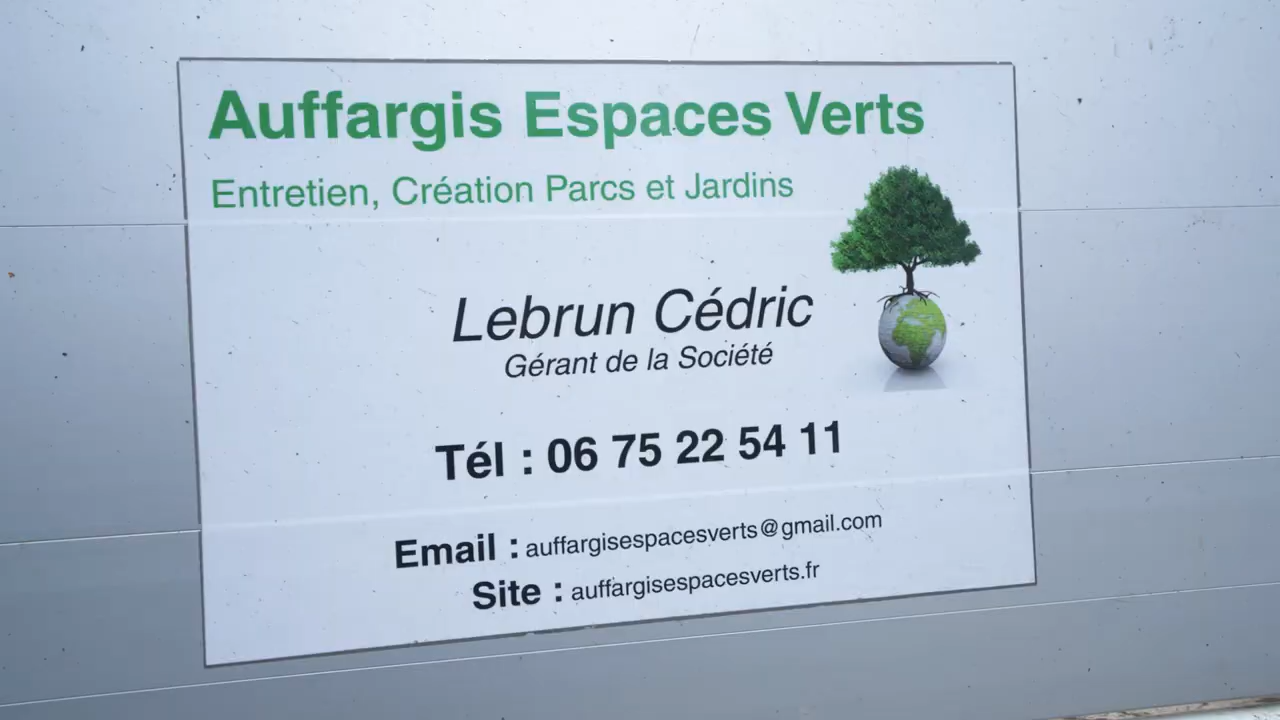 Auffargis Espaces Verts
Entretien, Création Parcs et Jardins
Lebrun Cédric
Gérant de la Société
Tél : 06 75 22 54 11
Email : auffargisespacesverts@gmail.com
Site : auffargisespacesverts.fr